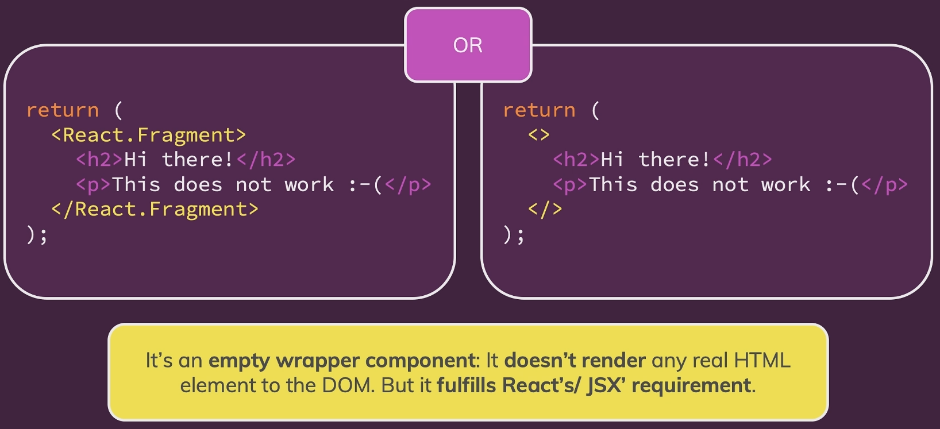 OR
return (
<React.Fragment>
<h2>Hi there!</h2>
<p>This does not work :-(</p>
</React.Fragment>
);
return (
<>
<h2>Hi there!</h2>
<p>This does not work :-(</p>
</>
);
It’s an empty wrapper component: It doesn’t render any real HTML
element to the DOM. But it fulfills React’s/ JSX’ requirement.